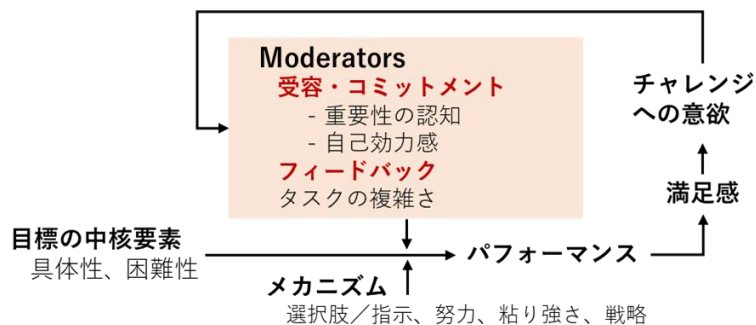 Moderators
受容・コミットメント
- 重要性の認知
- 自己効力感
フィードバック
タスクの複雑さ
チャレンジ
への意欲
満足感
目標の中核要素
具体性、困難性
パフォーマンス
メカニズム
選択肢／指示、努力、粘り強さ、戦略